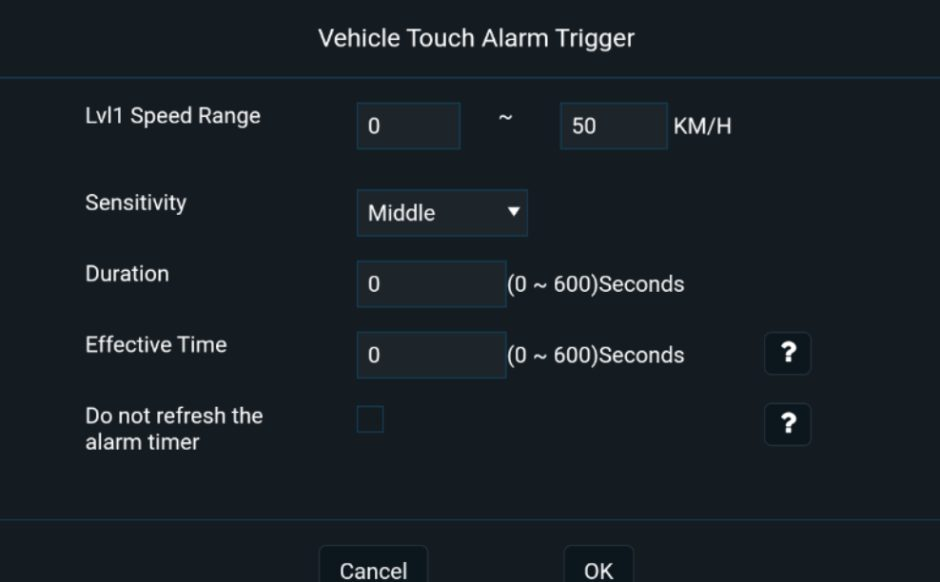 Vehicle Touch Alarm Trigger
Lvl1 Speed Range 0 ~ 50 KM/H
Sensitivity Middle ▼
Duration 0 (0 ~ 600)Seconds
Effective Time 0 (0 ~ 600)Seconds ?
Do not refresh the ?
alarm timer
Cancel OK